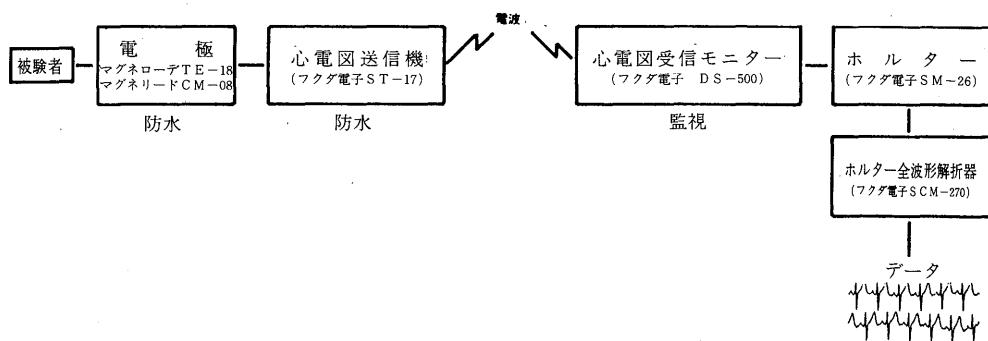 電波
被験者
電極
マグネローデTE-18
マグネリードCM-08
防水
心電図送信機
(フクダ電子ST-17)
防水
心電図受信モニター
(フクダ電子 DS-500)
監視
ホルター
(フクダ電子SM-26)
ホルター全波形解折器
(フクダ電子SCM-270)
データ